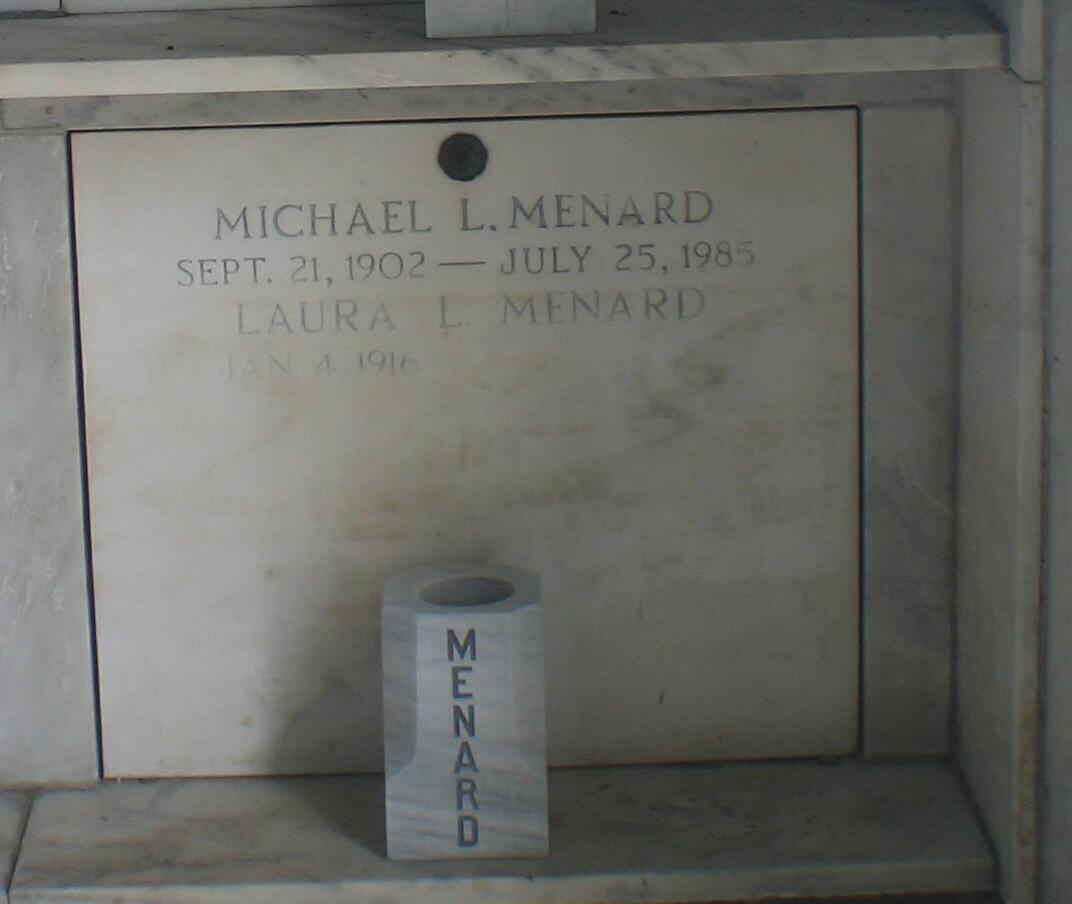 MICHAEL L. MENARD
SEPT. 21, 1902 — JULY 25, 1985
LAURA L. MENARD
JAN. 4, 1916
MENARD